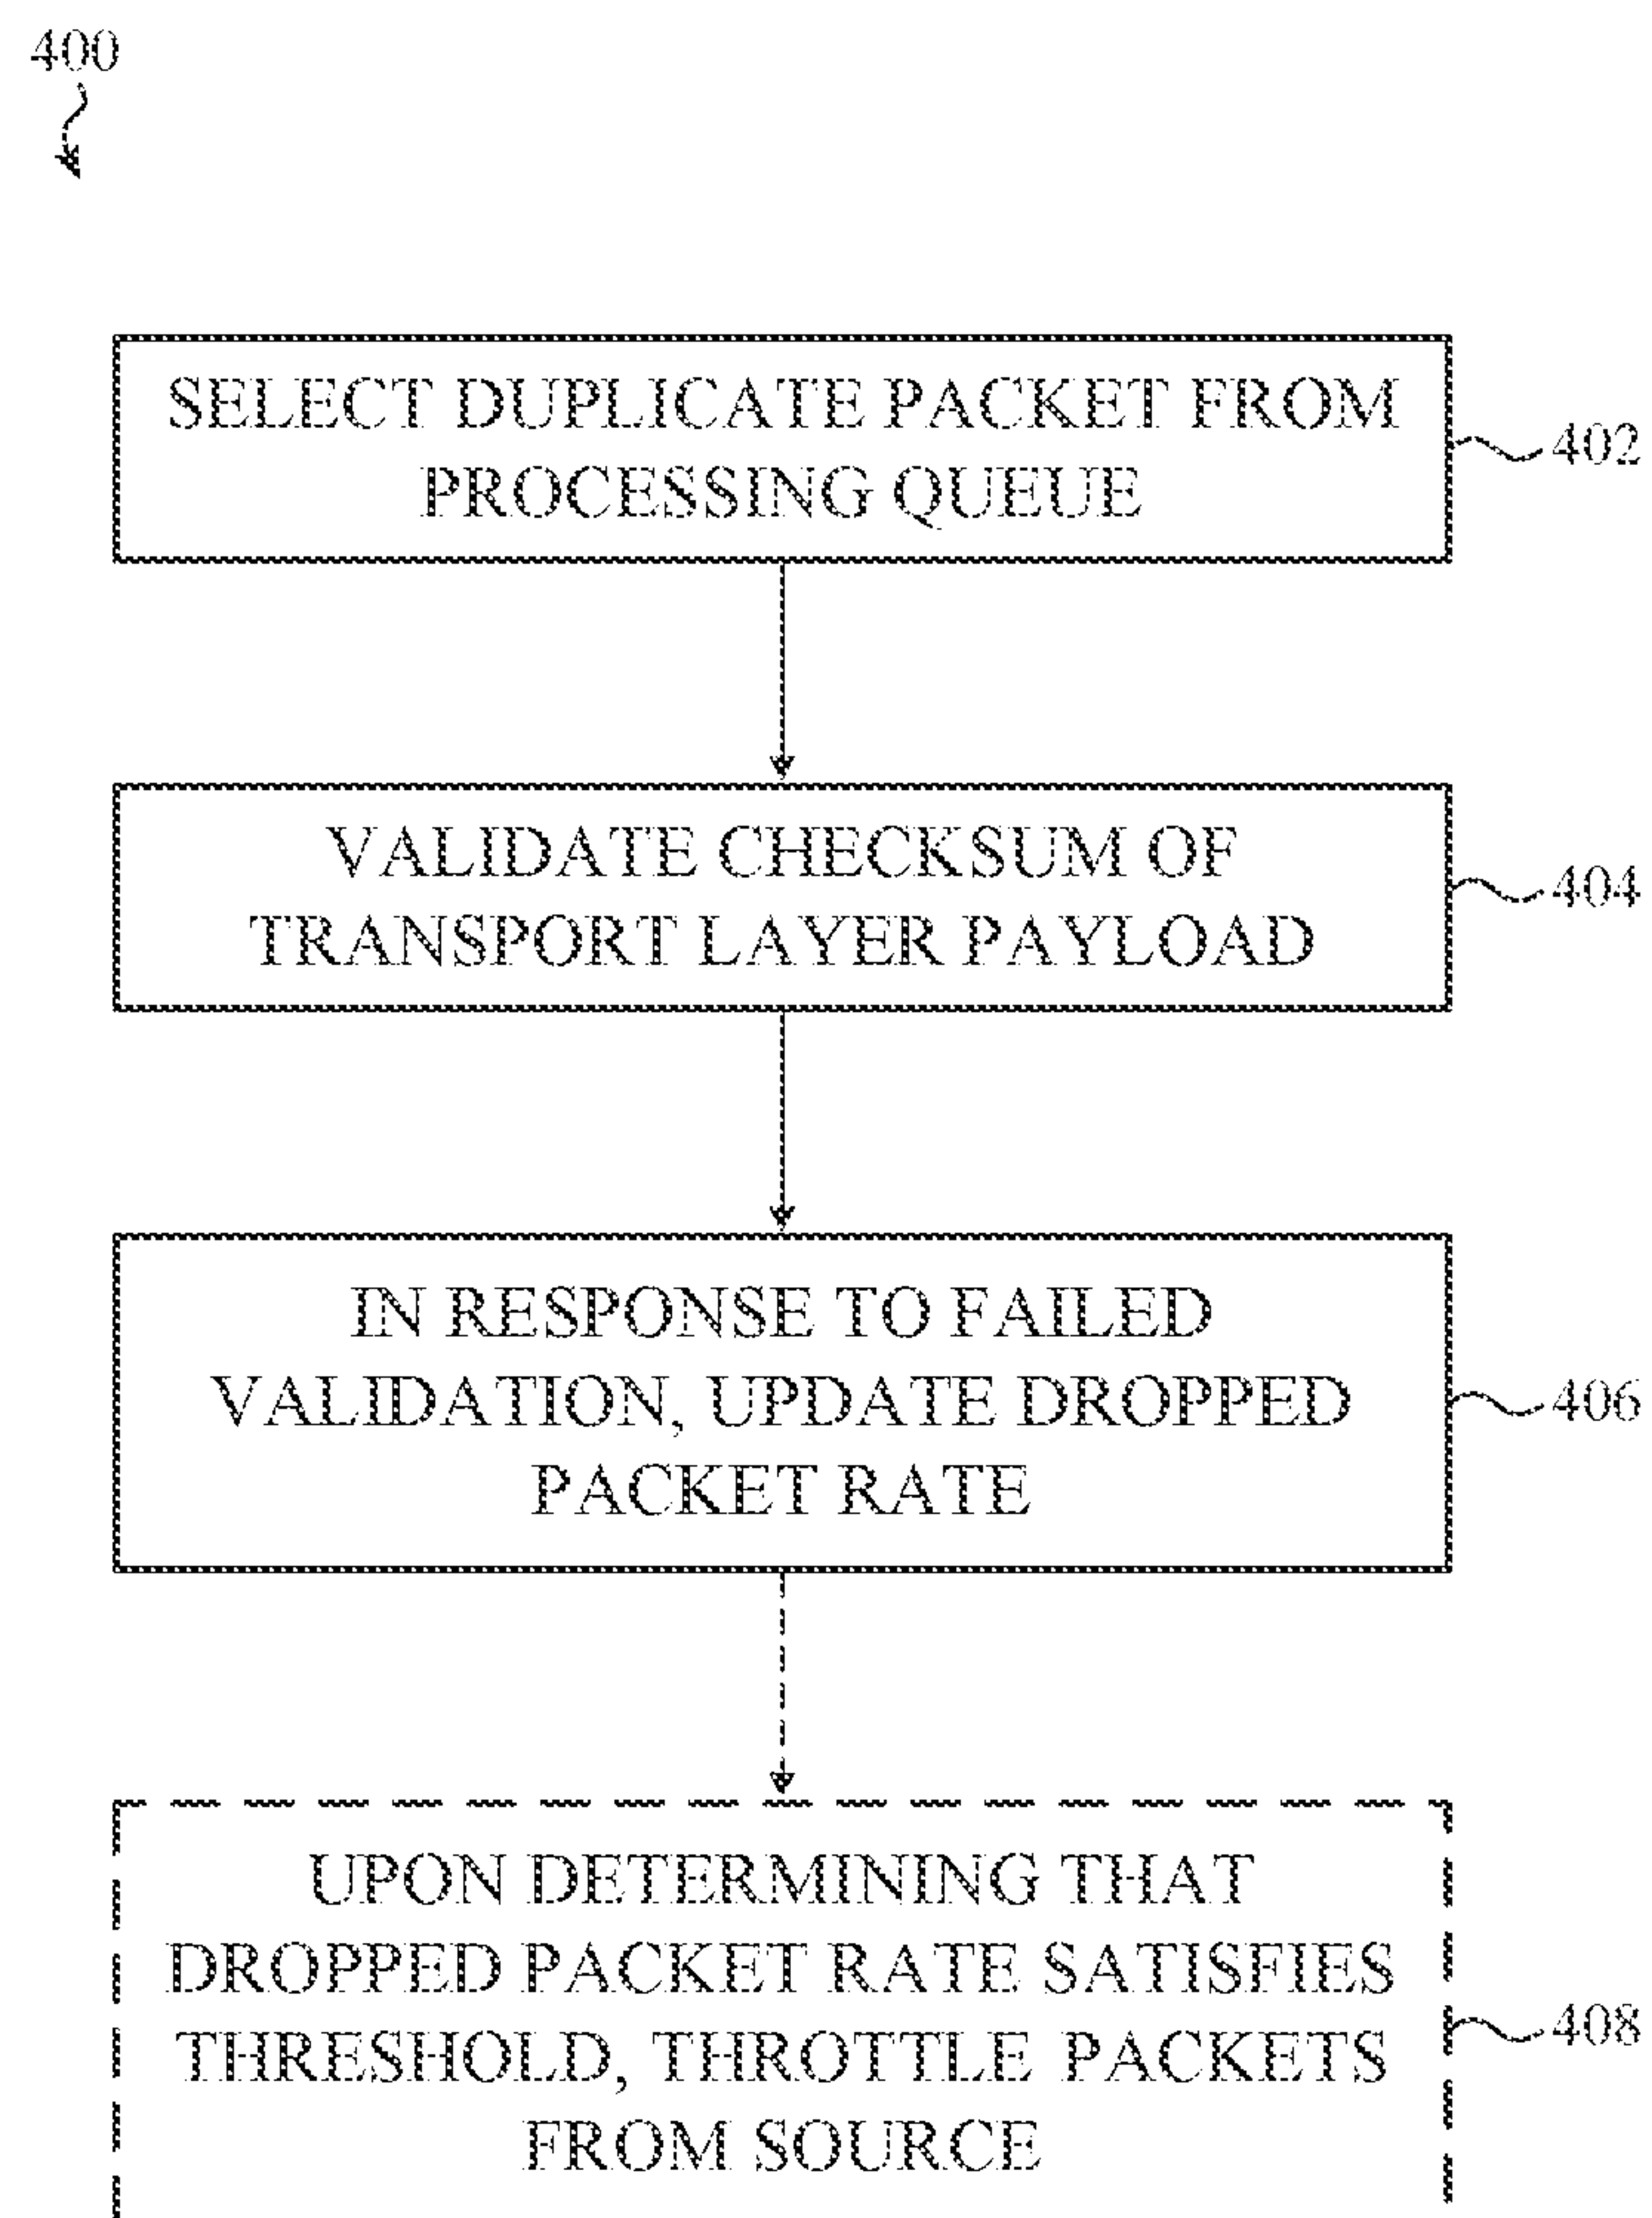 400
SELECT DUPLICATE PACKET FROM
PROCESSING QUEUE
402
VALIDATE CHECKSUM OF
TRANSPORT LAYER PAYLOAD
404
IN RESPONSE TO FAILED
VALIDATION, UPDATE DROPPED
PACKET RATE
406
UPON DETERMINING THAT
DROPPED PACKET RATE SATISFIES
THRESHOLD, THROTTLE PACKETS
FROM SOURCE
408